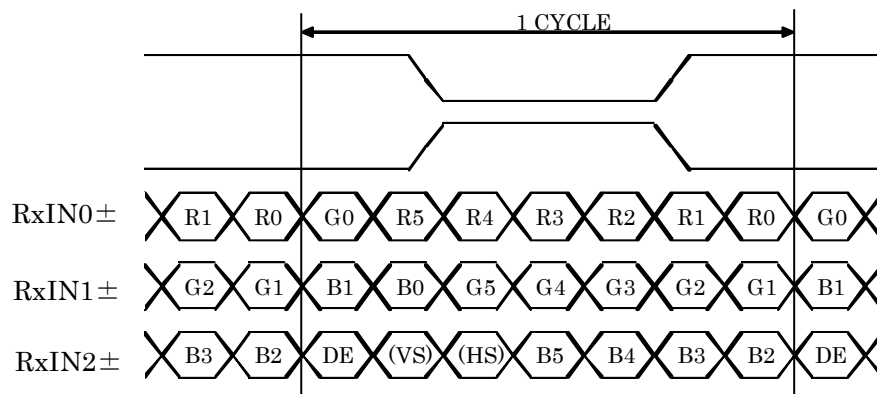 1 CYCLE
RxIN0± R1 R0 G0 R5 R4 R3 R2 R1 R0 G0
RxIN1± G2 G1 B1 B0 G5 G4 G3 G2 G1 B1
RxIN2± B3 B2 DE (VS) (HS) B5 B4 B3 B2 DE